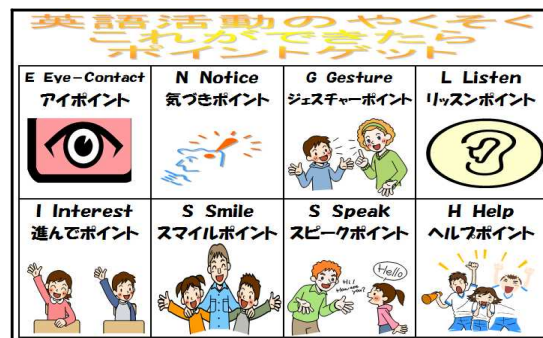 英語活動のやくそく
これができたら
ポイントゲット
E Eye-Contact
アイポイント
N Notice
気づきポイント
G Gesture
ジェスチャーポイント
L Listen
リッスンポイント
I Interest
進んでポイント
S Smile
スマイルポイント
S Speak
スピークポイント
Hi!
How are you?
Hello
H Help
ヘルプポイント